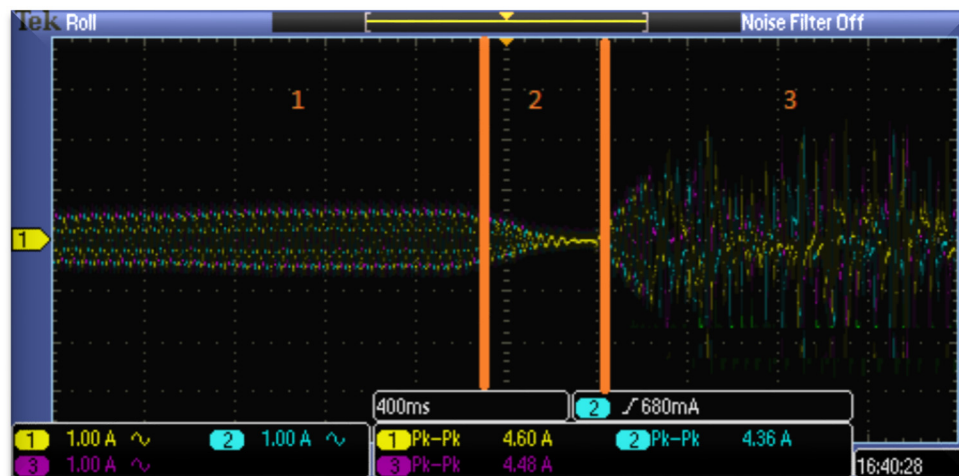 Tek Roll Noise Filter Off
1 2 3
1
400ms 2 680mA
1 1.00 A 2 1.00 A 1 Pk-Pk 4.60 A 2 Pk-Pk 4.36 A
3 1.00 A 3 Pk-Pk 4.48 A 16:40:28